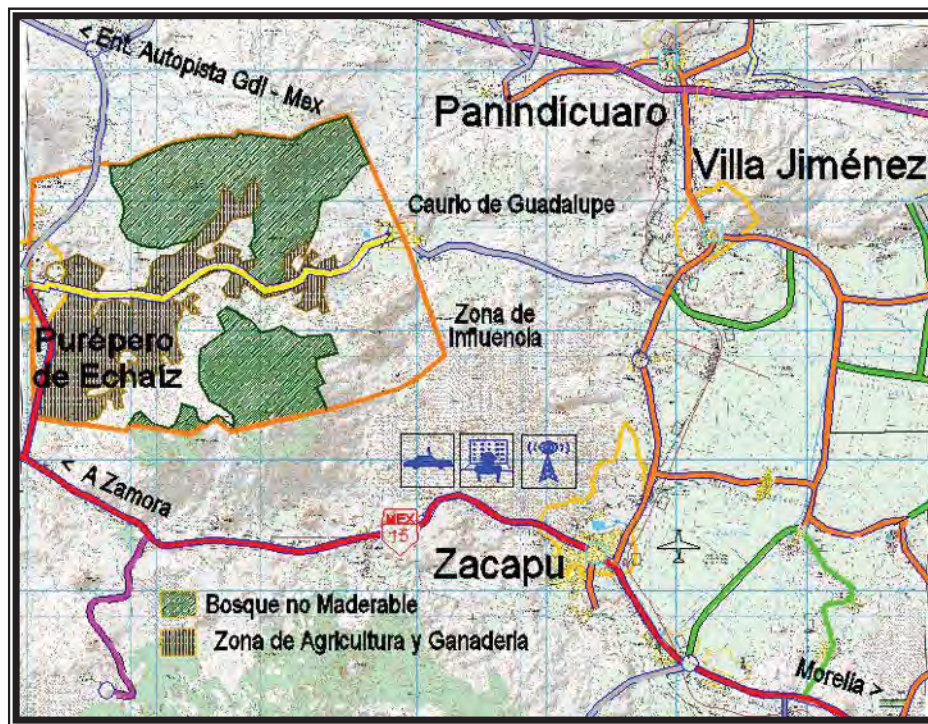 < Ent. Autopista Gdl - Mex
Panindícuaro
Villa Jiménez
Caurio de Guadalupe
Zona de
Influencia
Purépero
de Echaíz
< A Zamora
MEX
15
Zacapu
Bosque no Maderable
Zona de Agricultura y Ganaderia
Morelia >